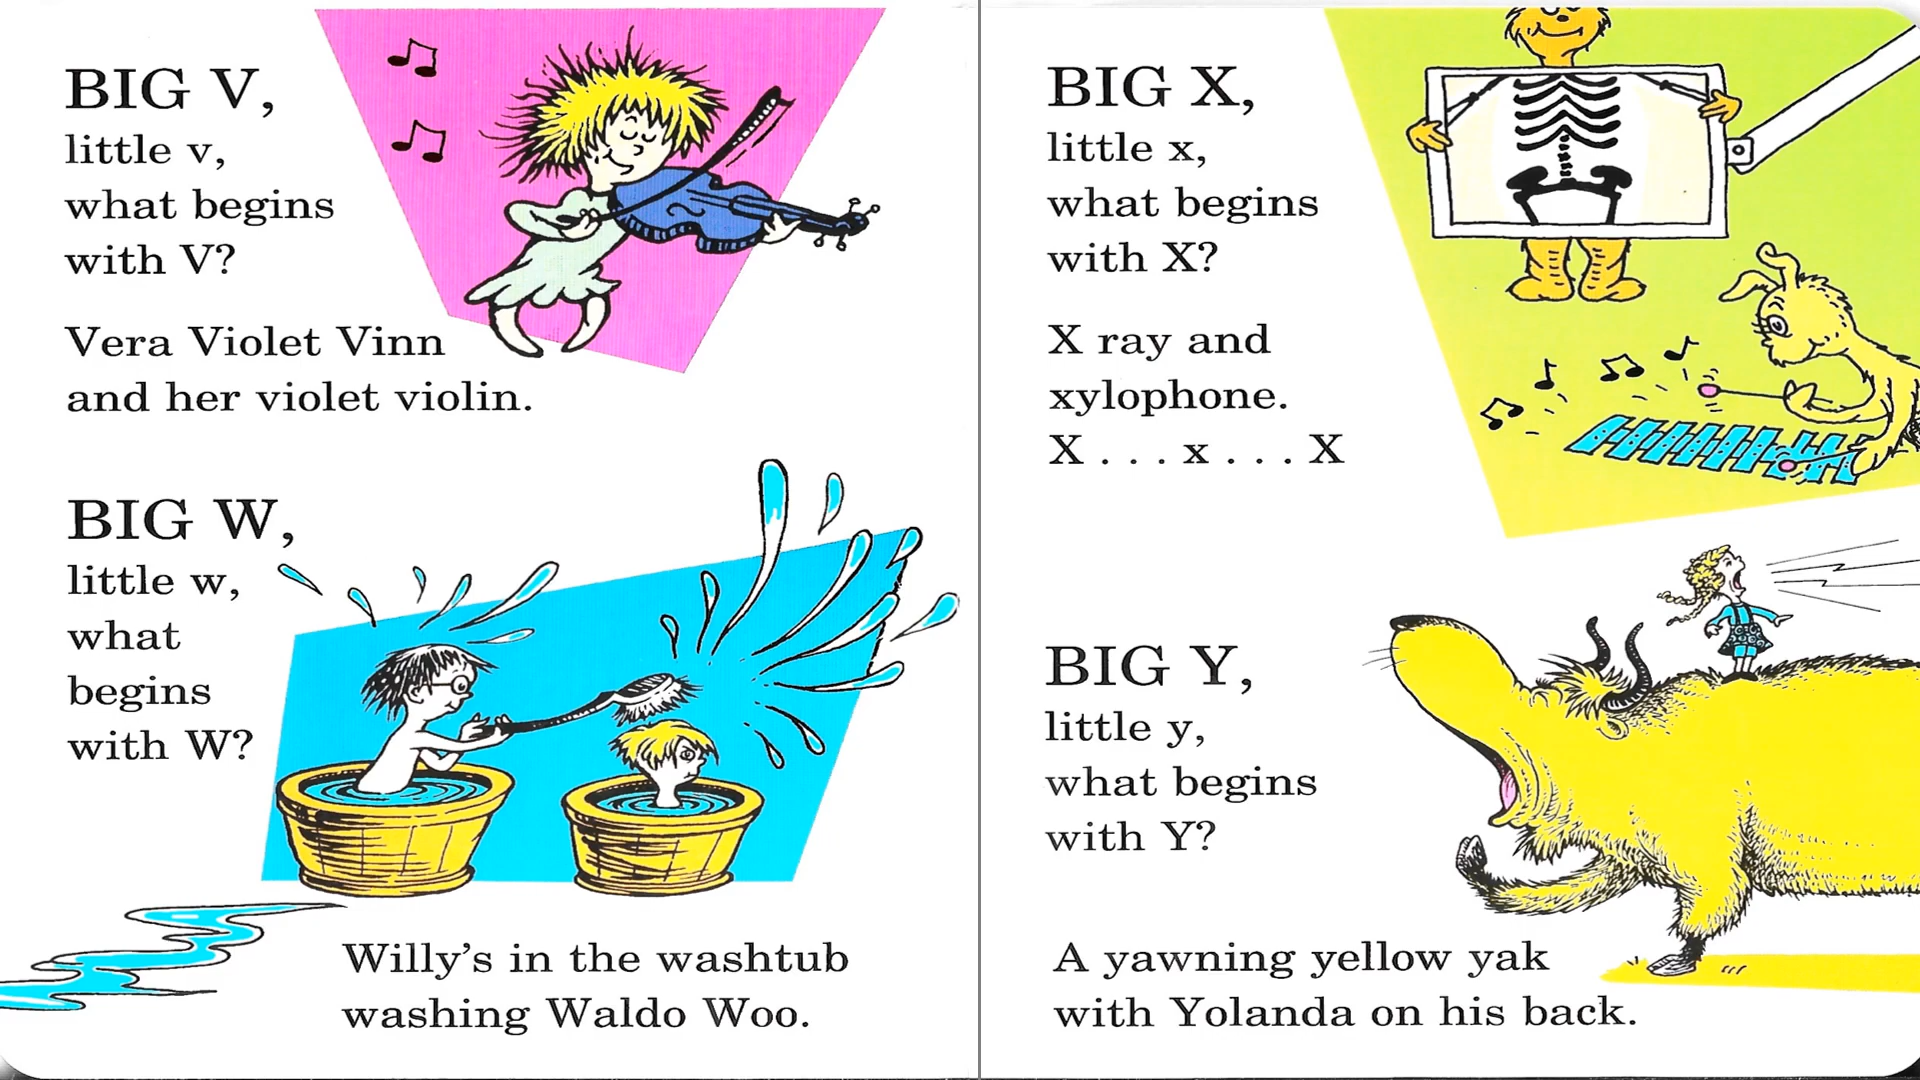 BIG V,
little v,
what begins
with V?
Vera Violet Vinn
and her violet violin.
BIG W,
little w,
what
begins
with W?
Willy's in the washtub
washing Waldo Woo.
BIG X,
little x,
what begins
with X?
X ray and
xylophone.
X . . . x . . . X
BIG Y,
little y,
what begins
with Y?
A yawning yellow yak
with Yolanda on his back.